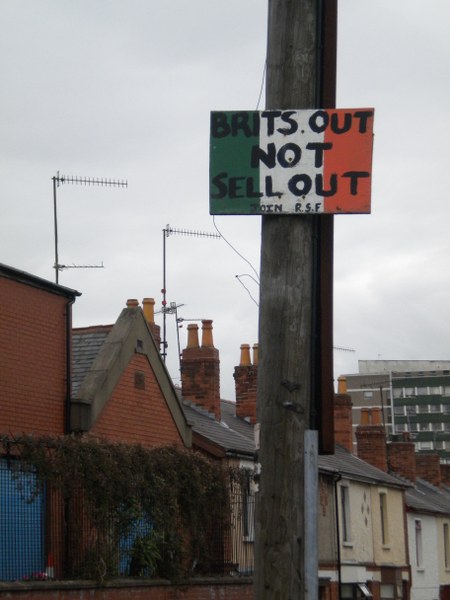 BRITS. OUT
NOT
SELL OUT
JOIN R.S.F